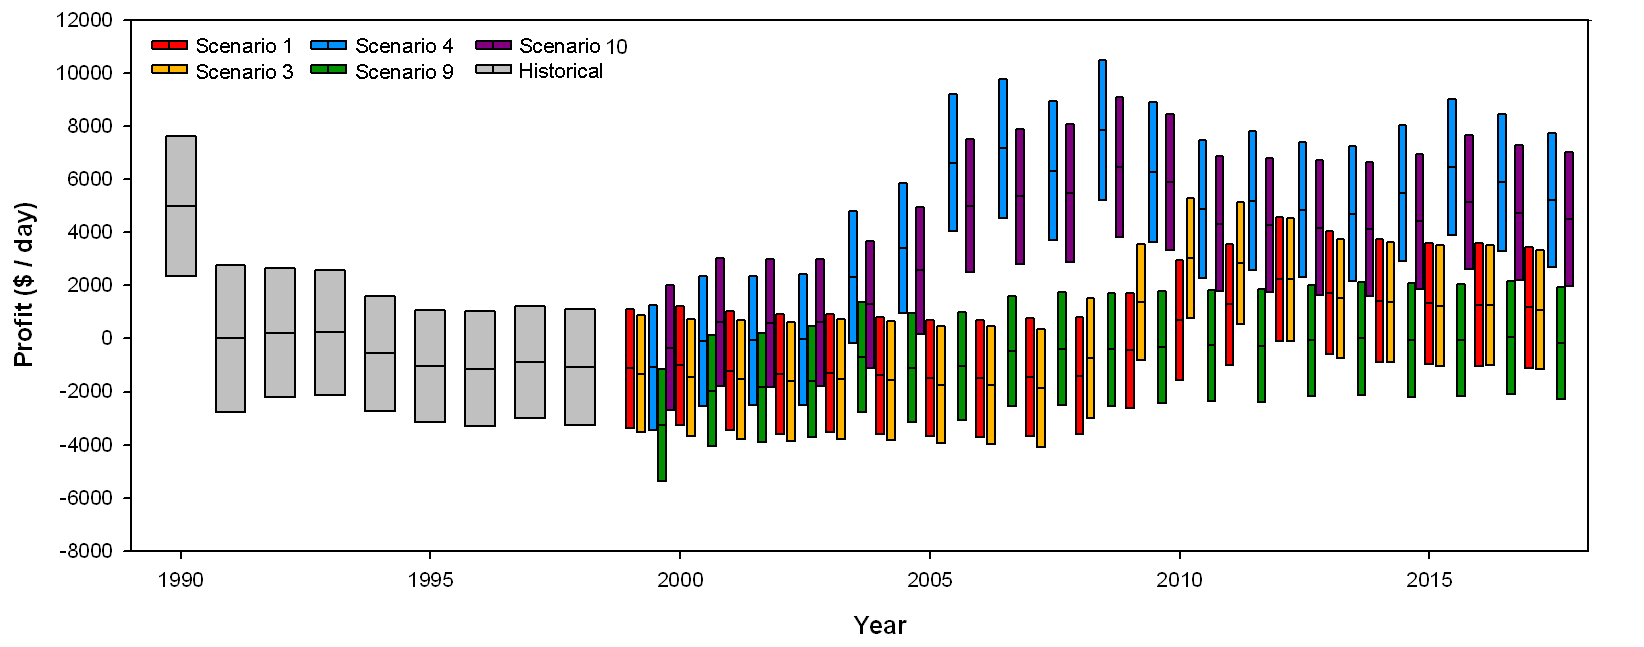 12000
10000
8000
6000
4000
2000
0
-2000
-4000
-6000
-8000
Profit ($ / day)
Scenario 1 Scenario 4 Scenario 10
Scenario 3 Scenario 9 Historical
1990 1995 2000 2005 2010 2015
Year